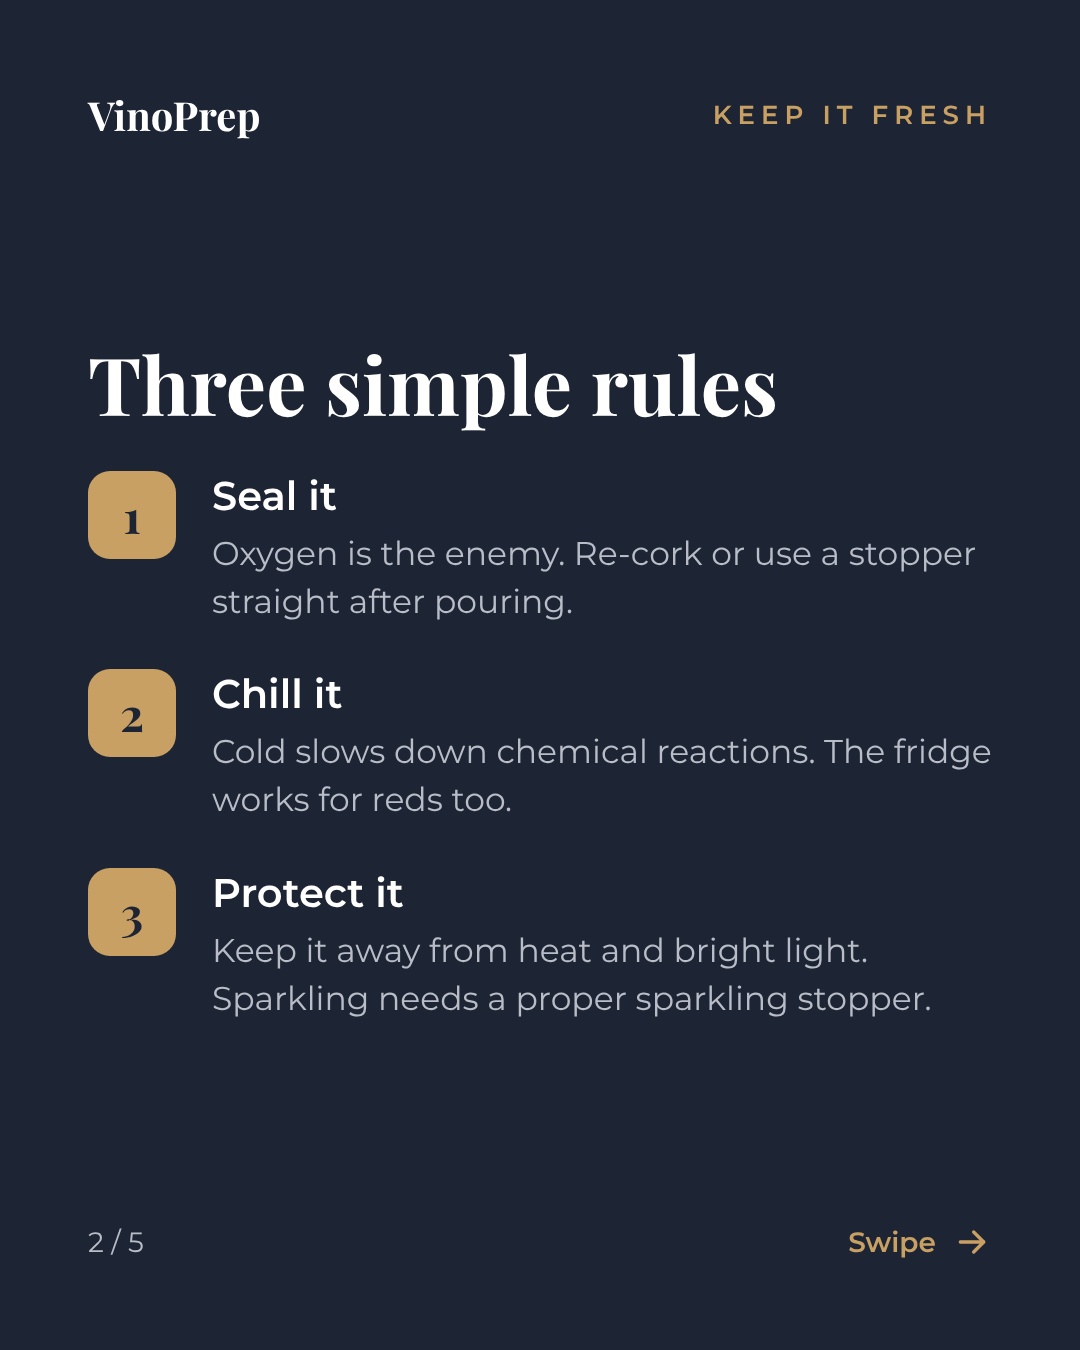 VinoPrep
KEEP IT FRESH
Three simple rules
1
Seal it
Oxygen is the enemy. Re-cork or use a stopper
straight after pouring.
2
Chill it
Cold slows down chemical reactions. The fridge
works for reds too.
3
Protect it
Keep it away from heat and bright light.
Sparkling needs a proper sparkling stopper.
2 / 5
Swipe →